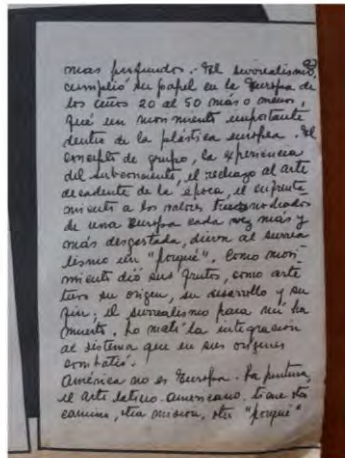 mas profundos. El surrealismo,
cumplió su papel en la Europa de
los años 20 al 50 más o menos,
fué un movimiento importante
dentro de la plástica europea. El
concepto de grupo, la experiencia
del subconsciente, el rechazo al arte
decadente de la época, el enfrenta
miento a los valores
de una Europa cada vez más y
más desgastada, dieron al surrea
lismo un "porqué". Como movi-
miento dió sus frutos, como arte
tuvo su origen, su desarrollo y su
fin; el surrealismo para mí ha
muerto. Lo mató la integración
al sistema que en sus orígenes
combatió.
América no es Europa. La pintura,
el arte latino-americano, tiene otro
camino, otra misión, otro "porqué"